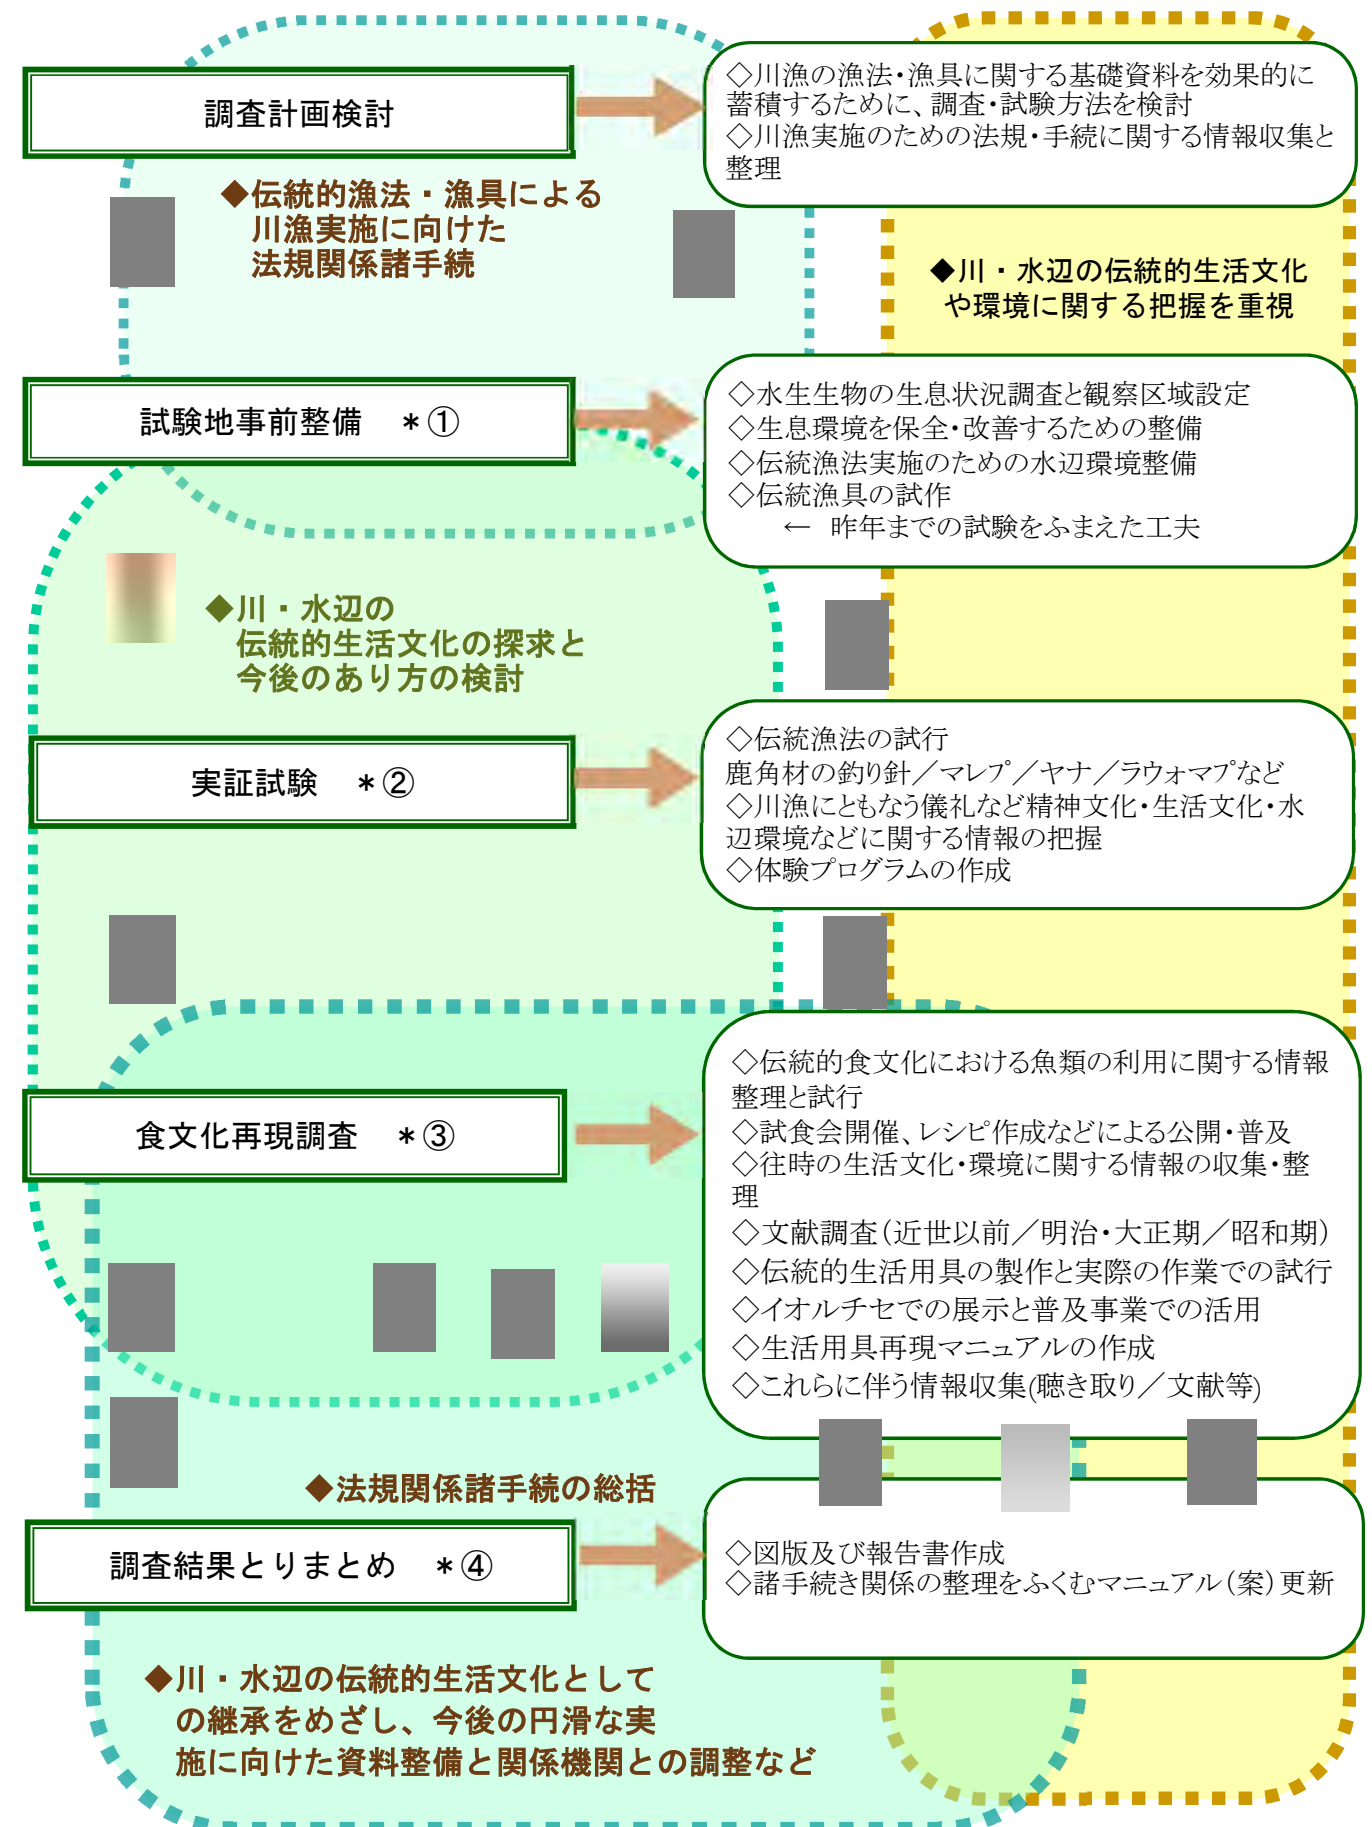 調査計画検討
◇川漁の漁法・漁具に関する基礎資料を効果的に
蓄積するために、調査・試験方法を検討
◇川漁実施のための法規・手続に関する情報収集と
整理
◆伝統的漁法・漁具による
川漁実施に向けた
法規関係諸手続
◆川・水辺の伝統的生活文化
や環境に関する把握を重視
試験地事前整備　＊①
◇水生生物の生息状況調査と観察区域設定
◇生息環境を保全・改善するための整備
◇伝統漁法実施のための水辺環境整備
◇伝統漁具の試作
←　昨年までの試験をふまえた工夫
◆川・水辺の
伝統的生活文化の探求と
今後のあり方の検討
実証試験　＊②
◇伝統漁法の試行
鹿角材の釣り針／マレㇷ゚／ヤナ／ラウォマㇷ゚など
◇川漁にともなう儀礼など精神文化・生活文化・水
辺環境などに関する情報の把握
◇体験プログラムの作成
食文化再現調査　＊③
◇伝統的食文化における魚類の利用に関する情報
整理と試行
◇試食会開催、レシピ作成などによる公開・普及
◇往時の生活文化・環境に関する情報の収集・整
理
◇文献調査（近世以前／明治・大正期／昭和期）
◇伝統的生活用具の製作と実際の作業での試行
◇イオルチセでの展示と普及事業での活用
◇生活用具再現マニュアルの作成
◇これらに伴う情報収集(聴き取り／文献等)
◆法規関係諸手続の総括
調査結果とりまとめ　＊④
◇図版及び報告書作成
◇諸手続き関係の整理をふくむマニュアル（案）更新
◆川・水辺の伝統的生活文化として
の継承をめざし、今後の円滑な実
施に向けた資料整備と関係機関との調整など